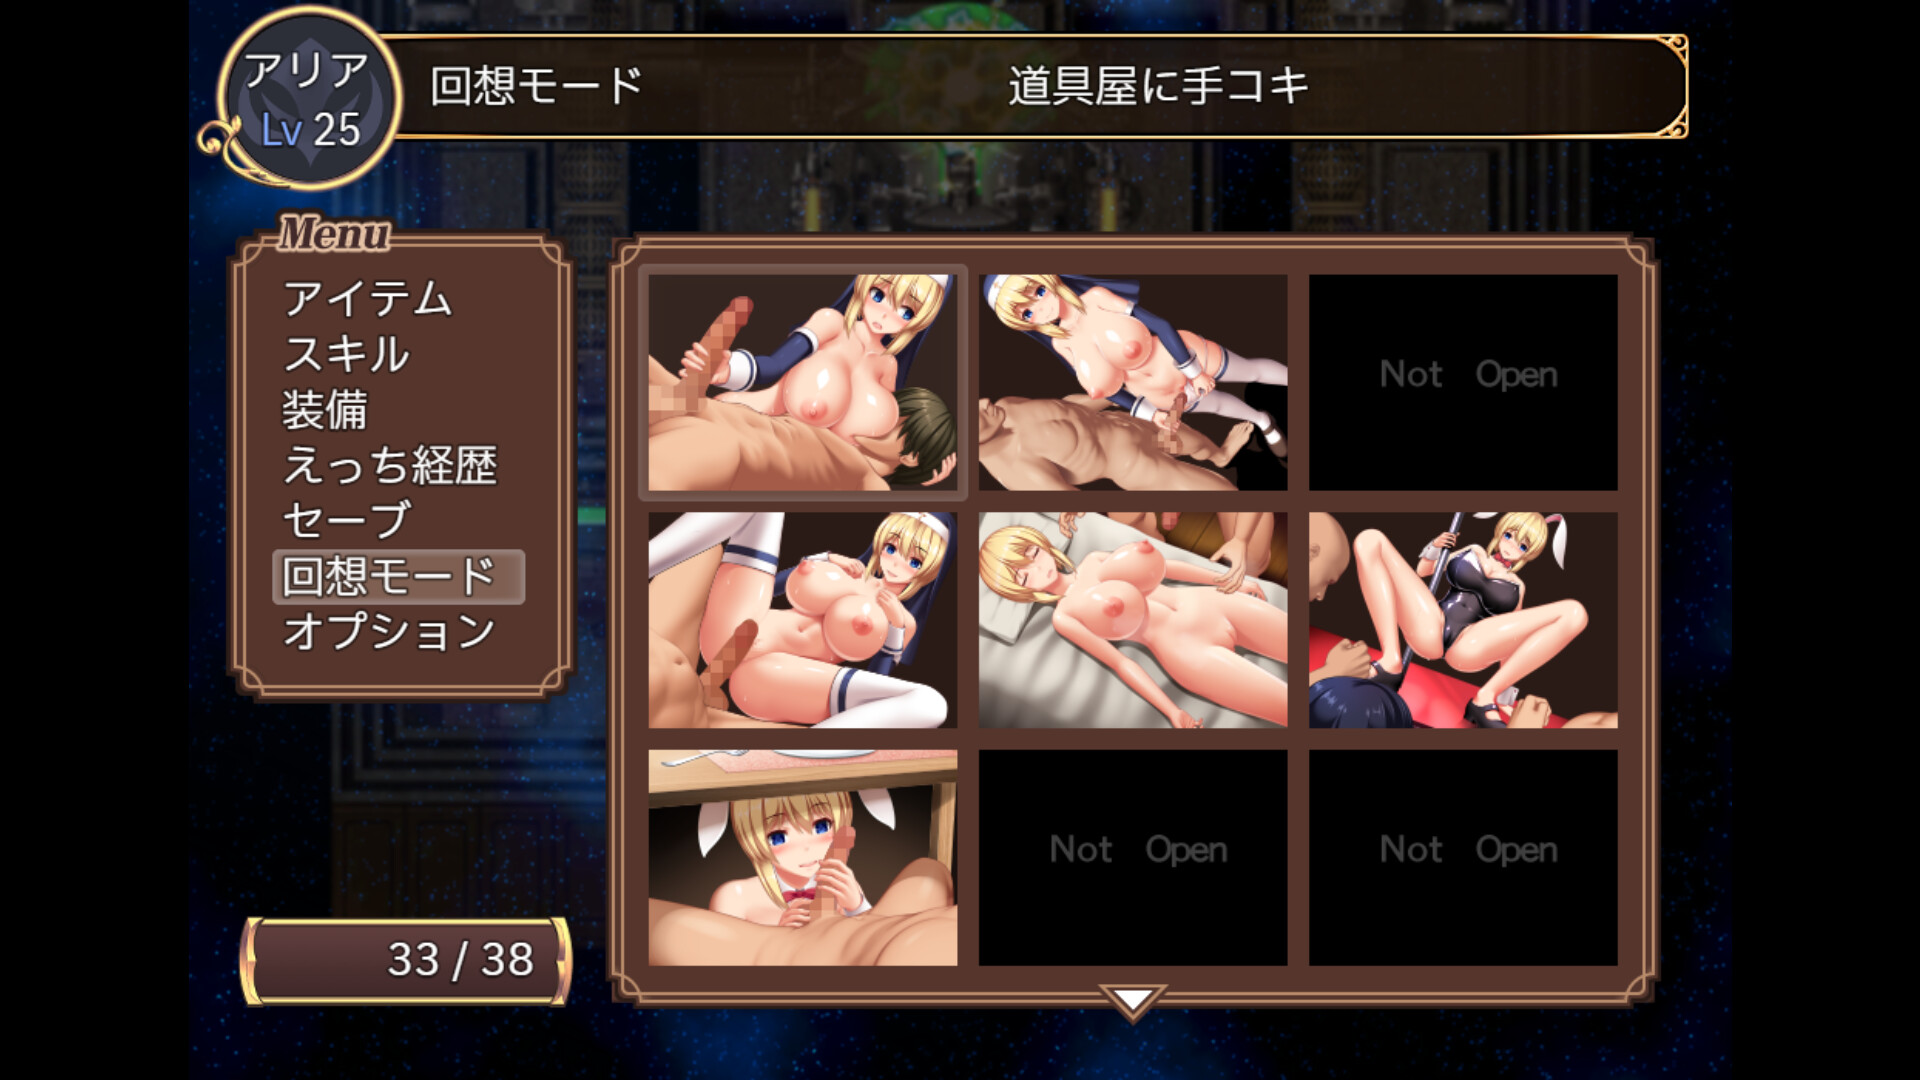 アリア
Lv 25
回想モード
道具屋に手コキ
Menu
アイテム
スキル
装備
えっち経歴
セーブ
回想モード
オプション
33 / 38
Not Open
Not Open
Not Open